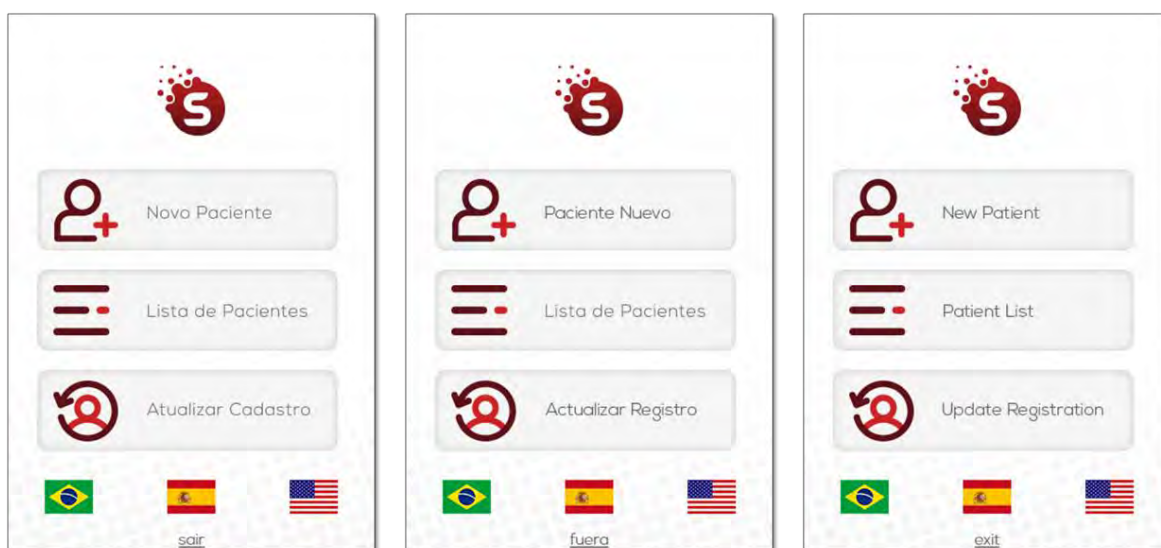 S
Novo Paciente
Lista de Pacientes
Atualizar Cadastro
sair
S
Paciente Nuevo
Lista de Pacientes
Actualizar Registro
fuera
S
New Patient
Patient List
Update Registration
exit